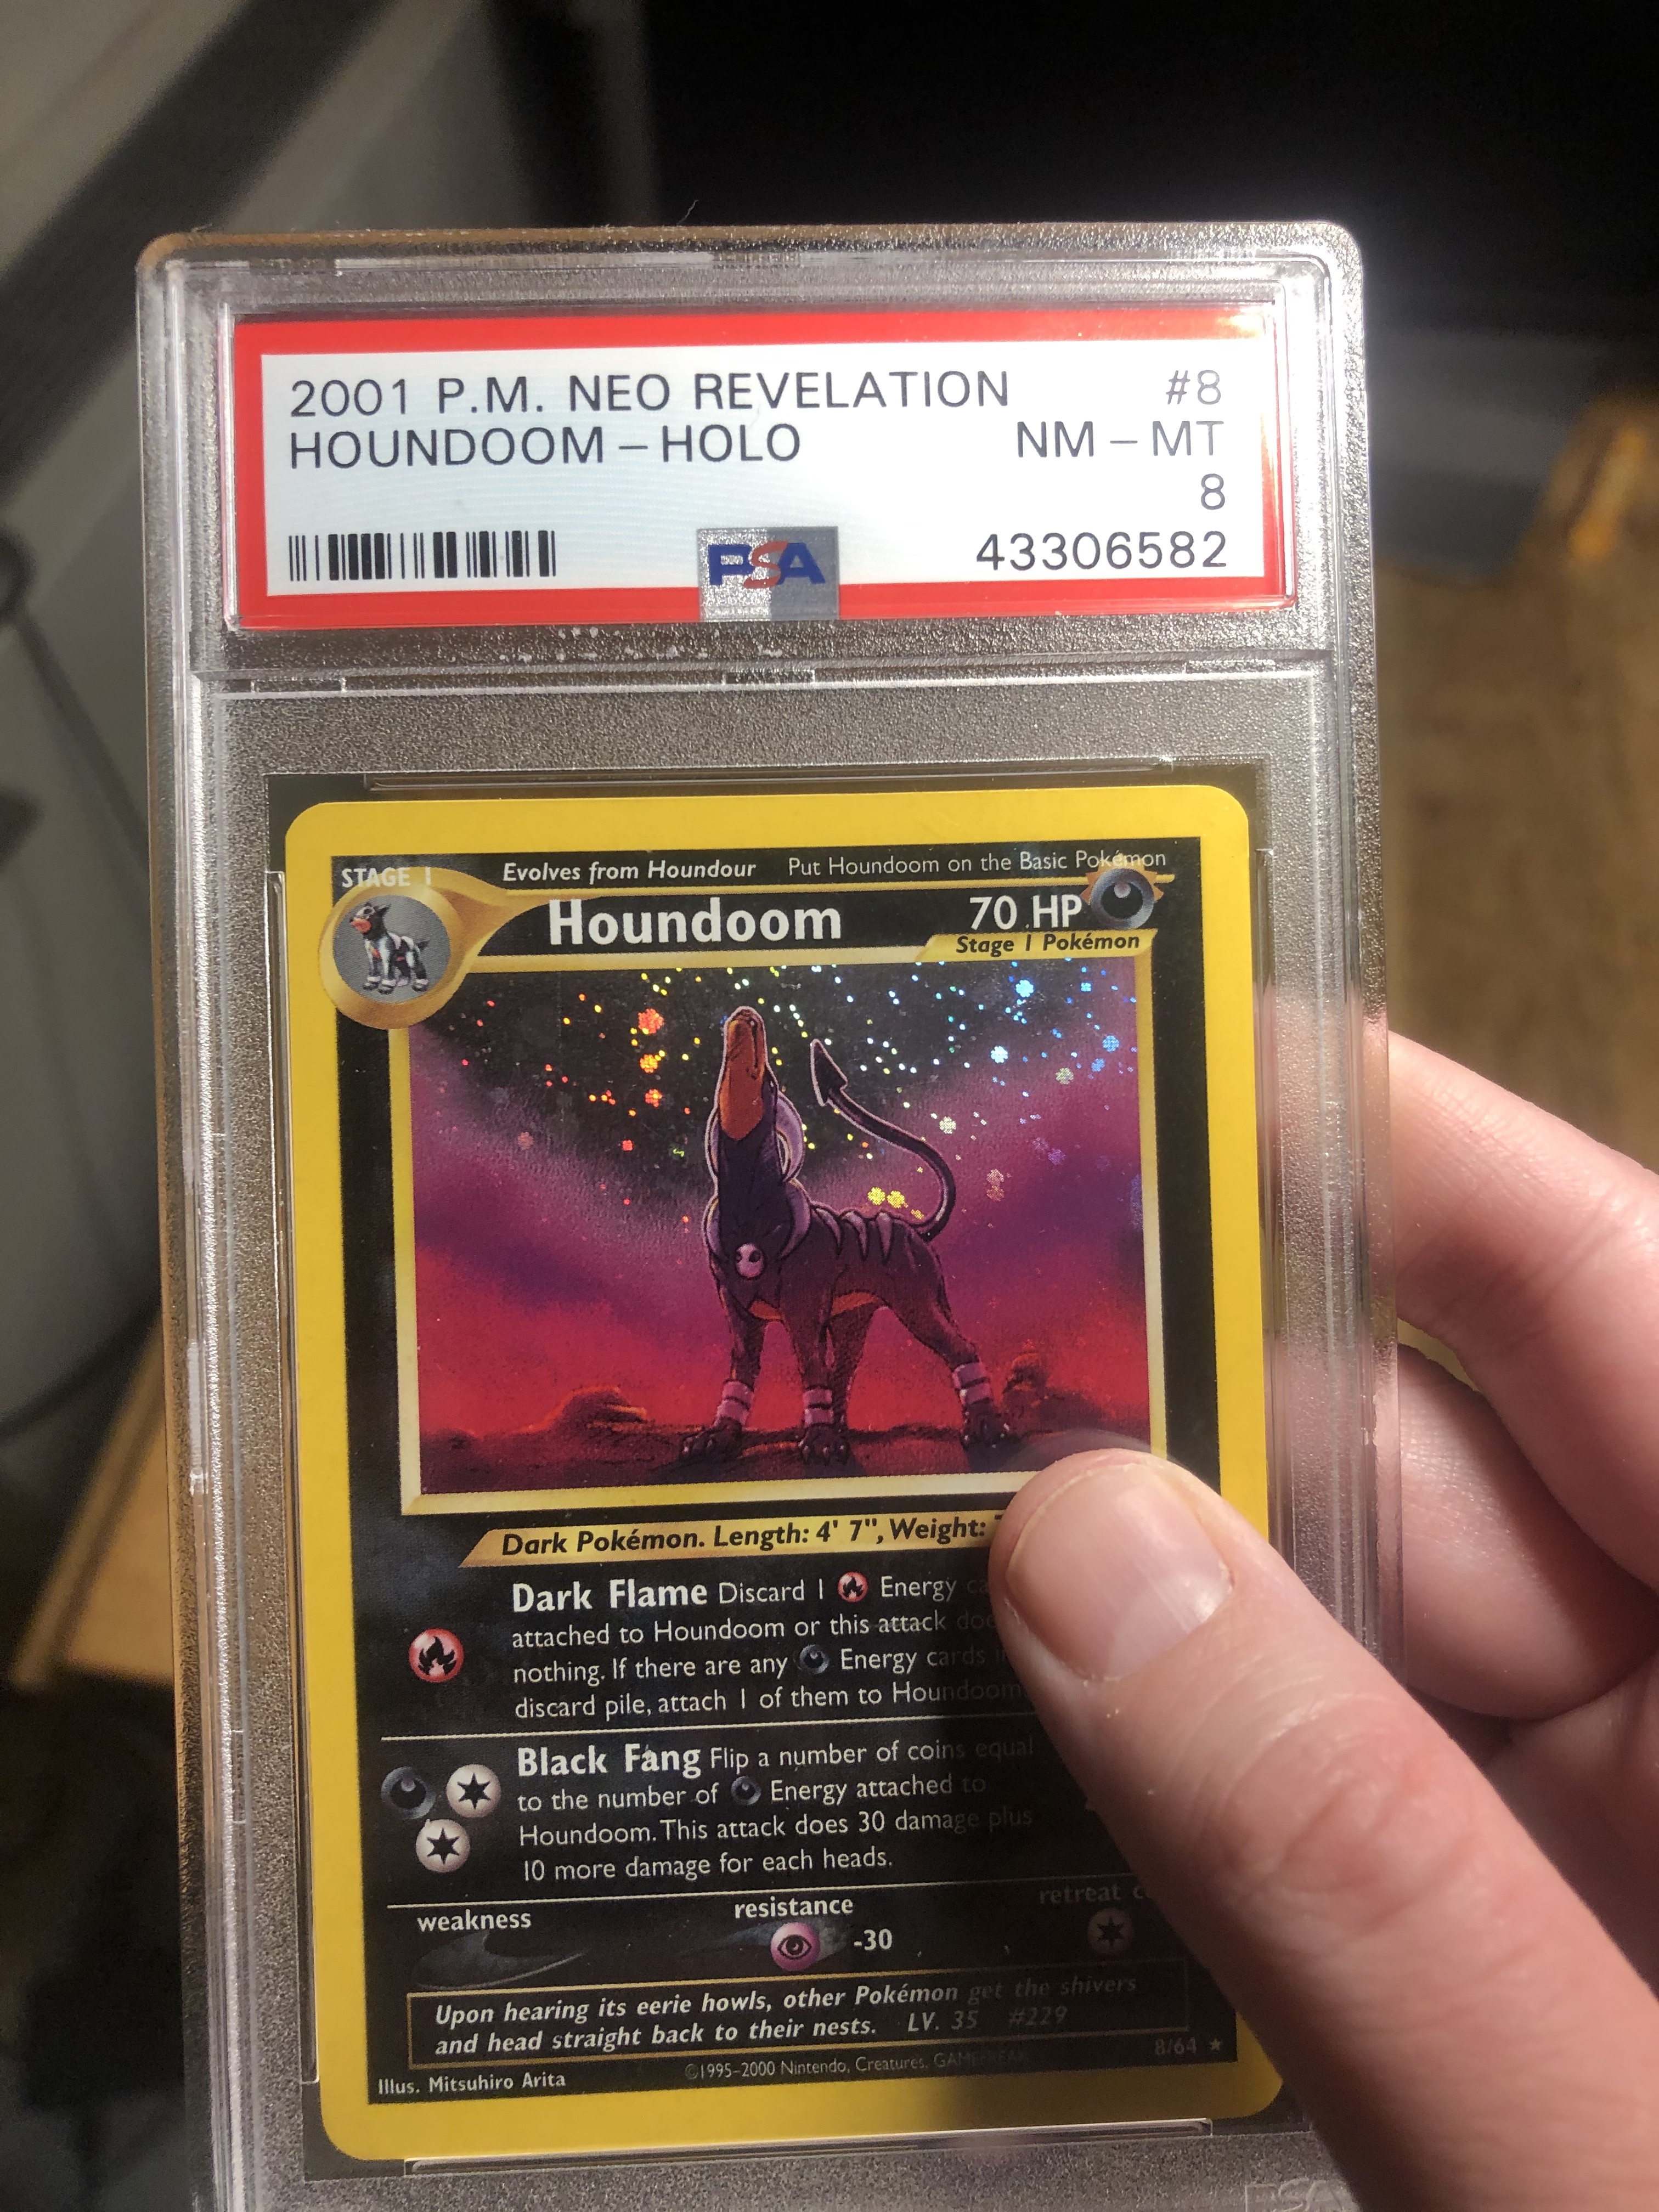 2001 P.M. NEO REVELATION #8
HOUNDOOM – HOLO NM – MT
8
PSA 43306582
STAGE 1 Evolves from Houndour Put Houndoom on the Basic Pokémon
Houndoom 70 HP
Stage 1 Pokémon
Dark Pokémon. Length: 4' 7", Weight:
Dark Flame Discard 1 Energy
attached to Houndoom or this attack
nothing. If there are any Energy cards
discard pile, attach 1 of them to Houndoom
Black Fang Flip a number of coins equal
to the number of Energy attached to
Houndoom. This attack does 30 damage plus
10 more damage for each heads.
weakness resistance retreat
-30
Upon hearing its eerie howls, other Pokémon get the shivers
and head straight back to their nests. LV. 35 #229
8/64
Illus. Mitsuhiro Arita ©1995-2000 Nintendo, Creatures, GAMEFREAK